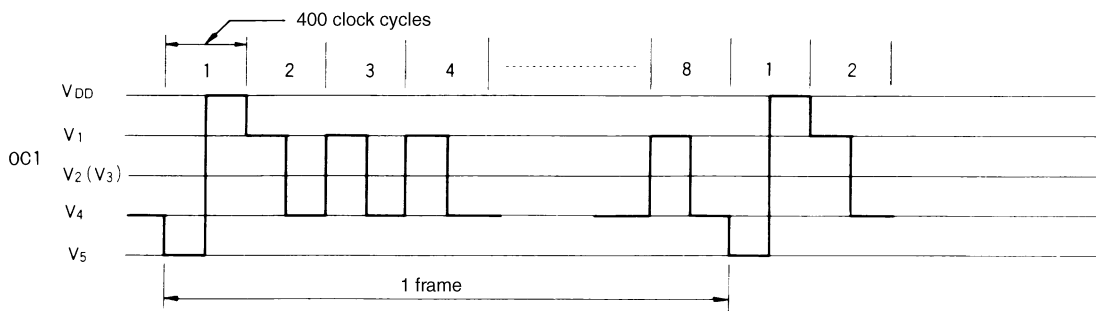 400 clock cycles
1 2 3 4 8 1 2
VDD
V1
OC1
V2 (V3)
V4
V5
1 frame